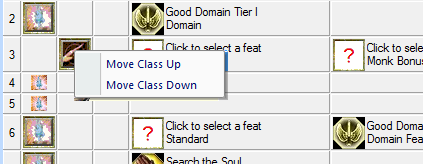 2
Good Domain Tier I
Domain
3
Click to select a feat
Click to sele
Monk Bonus
Move Class Up
Move Class Down
4
5
6
?
Click to select a feat
Standard
Good Doma
Domain Fea
Search the Soul